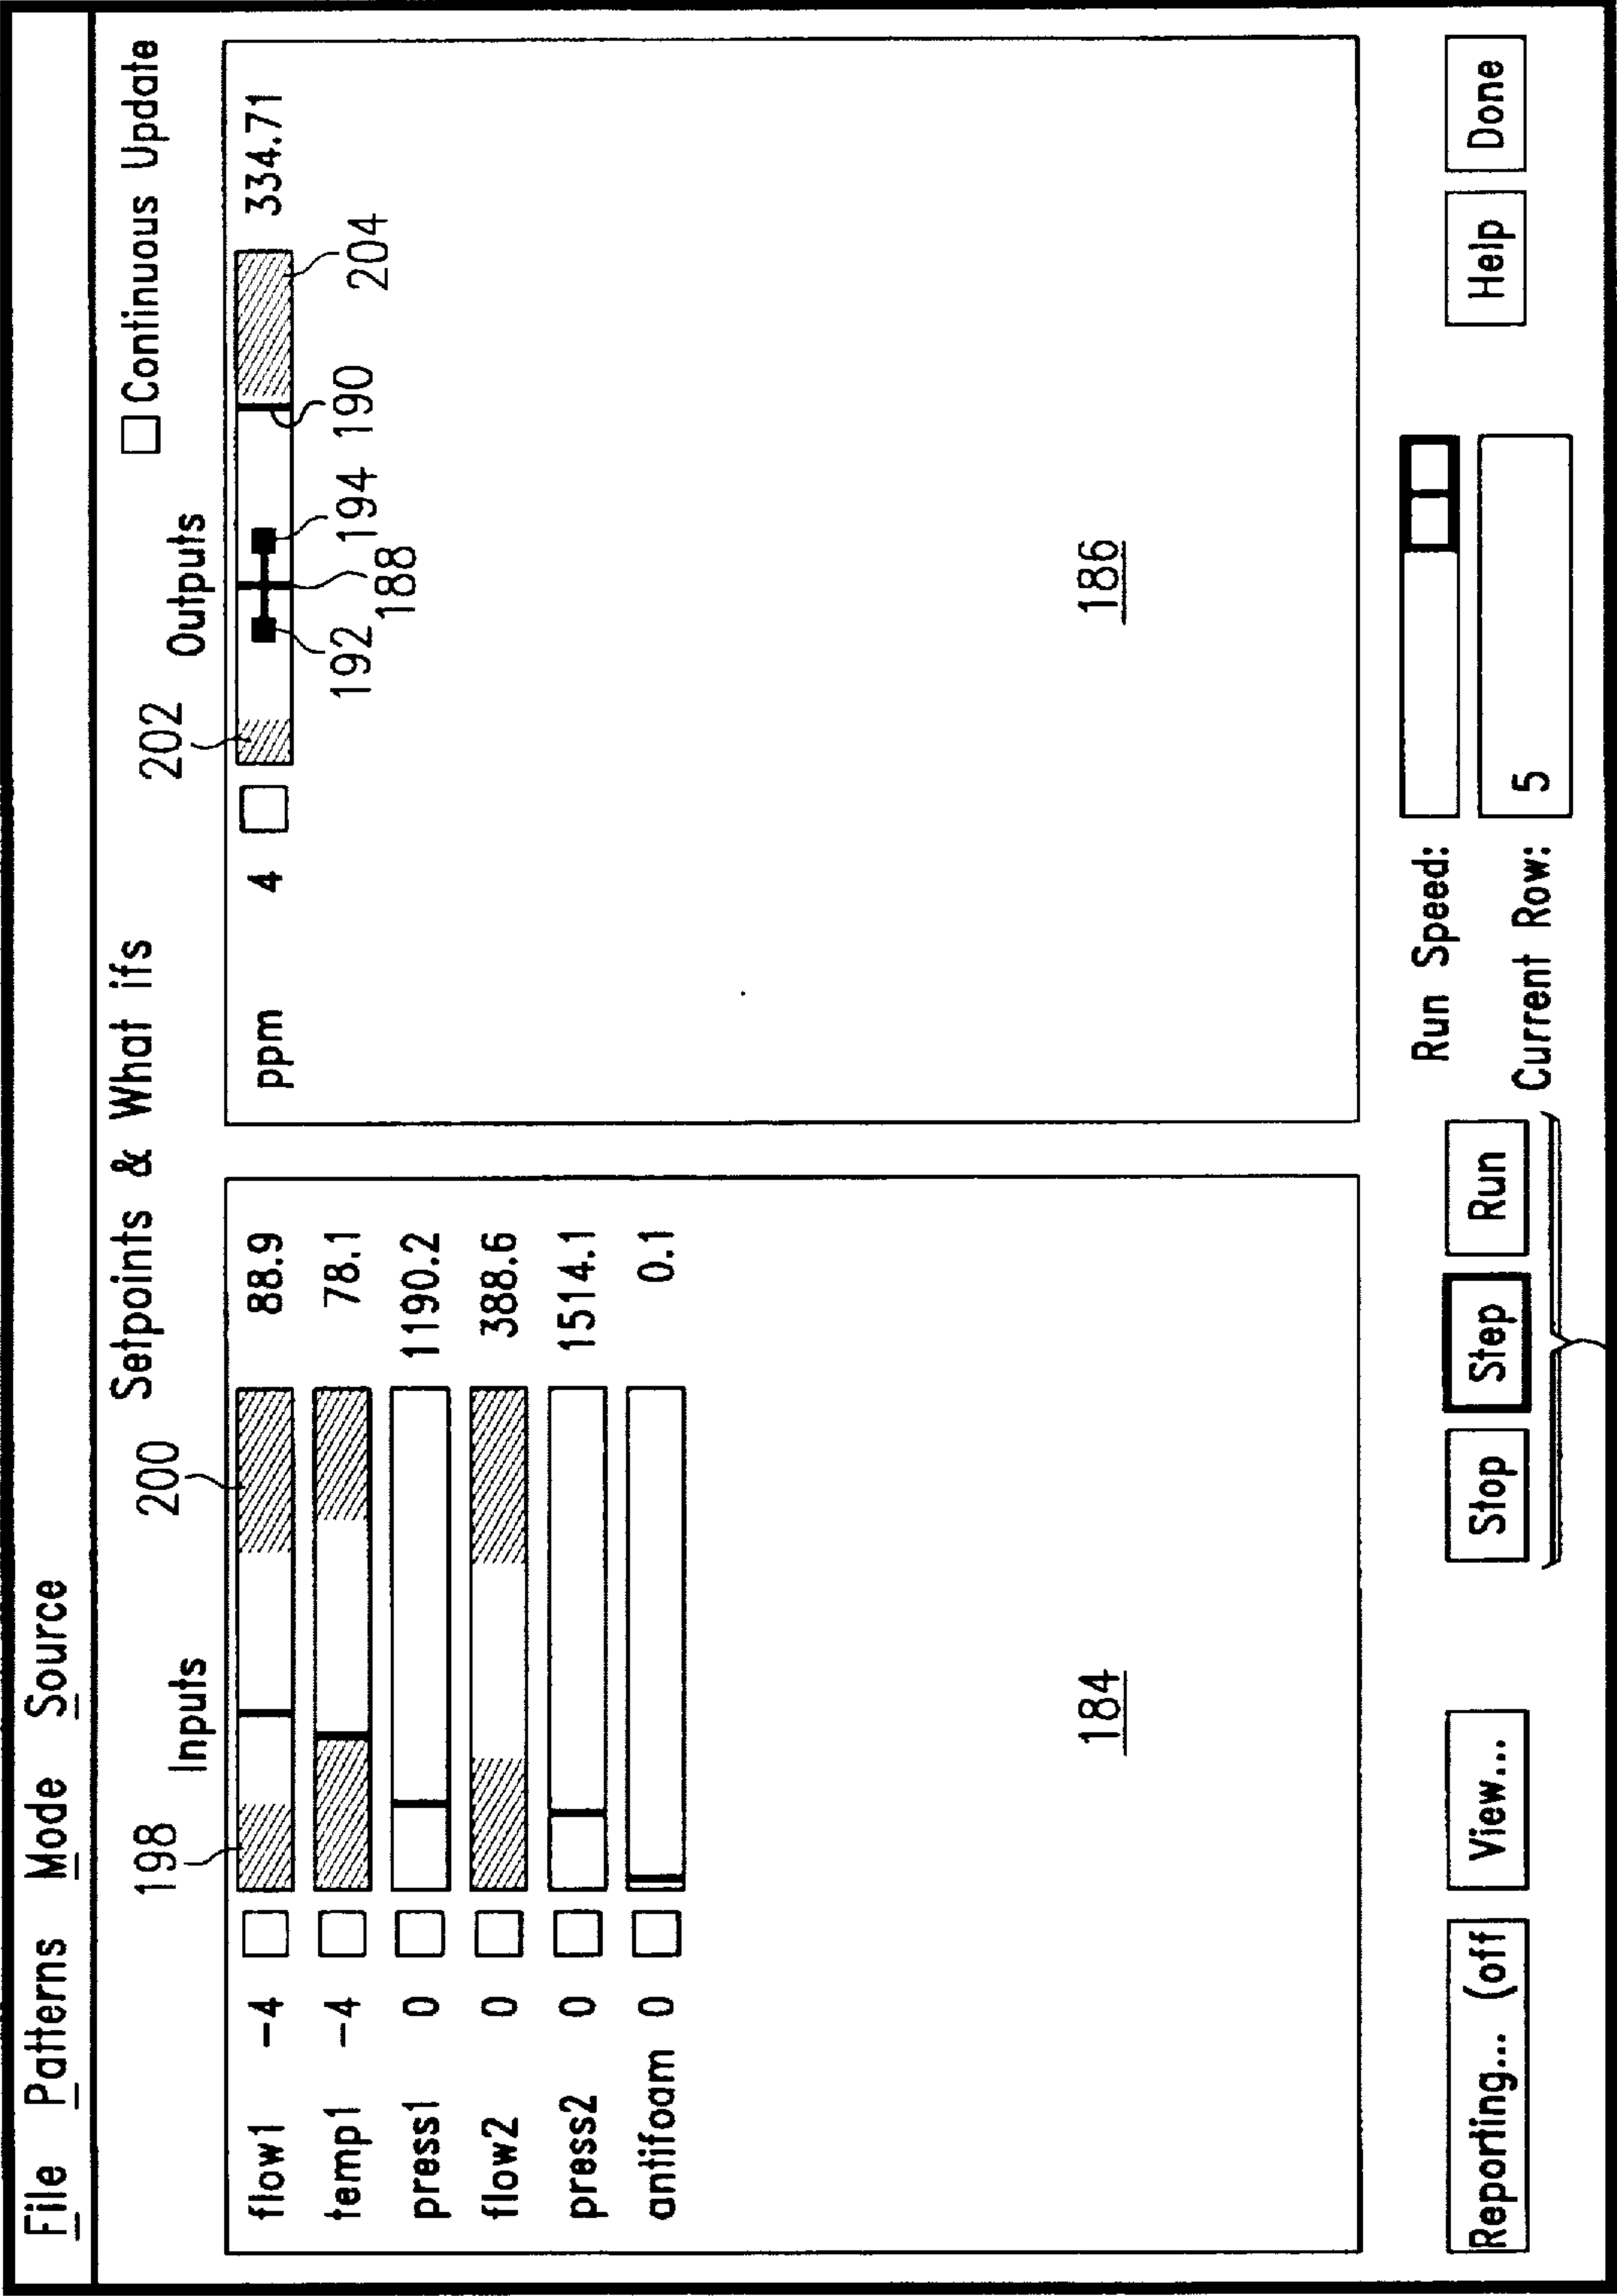 File Patterns Mode Source
Setpoints & What ifs
Continuous Update
Inputs
198
200
flow1 -4 88.9
temp1 -4 78.1
press1 0 1190.2
flow2 0 388.6
press2 0 1514.1
antifoam 0 0.1
184
Outputs
202
ppm 4 334.71
192
188
194
190
204
186
Reporting... (off
View...
Stop
Step
Run
Run Speed:
Current Row: 5
Help
Done